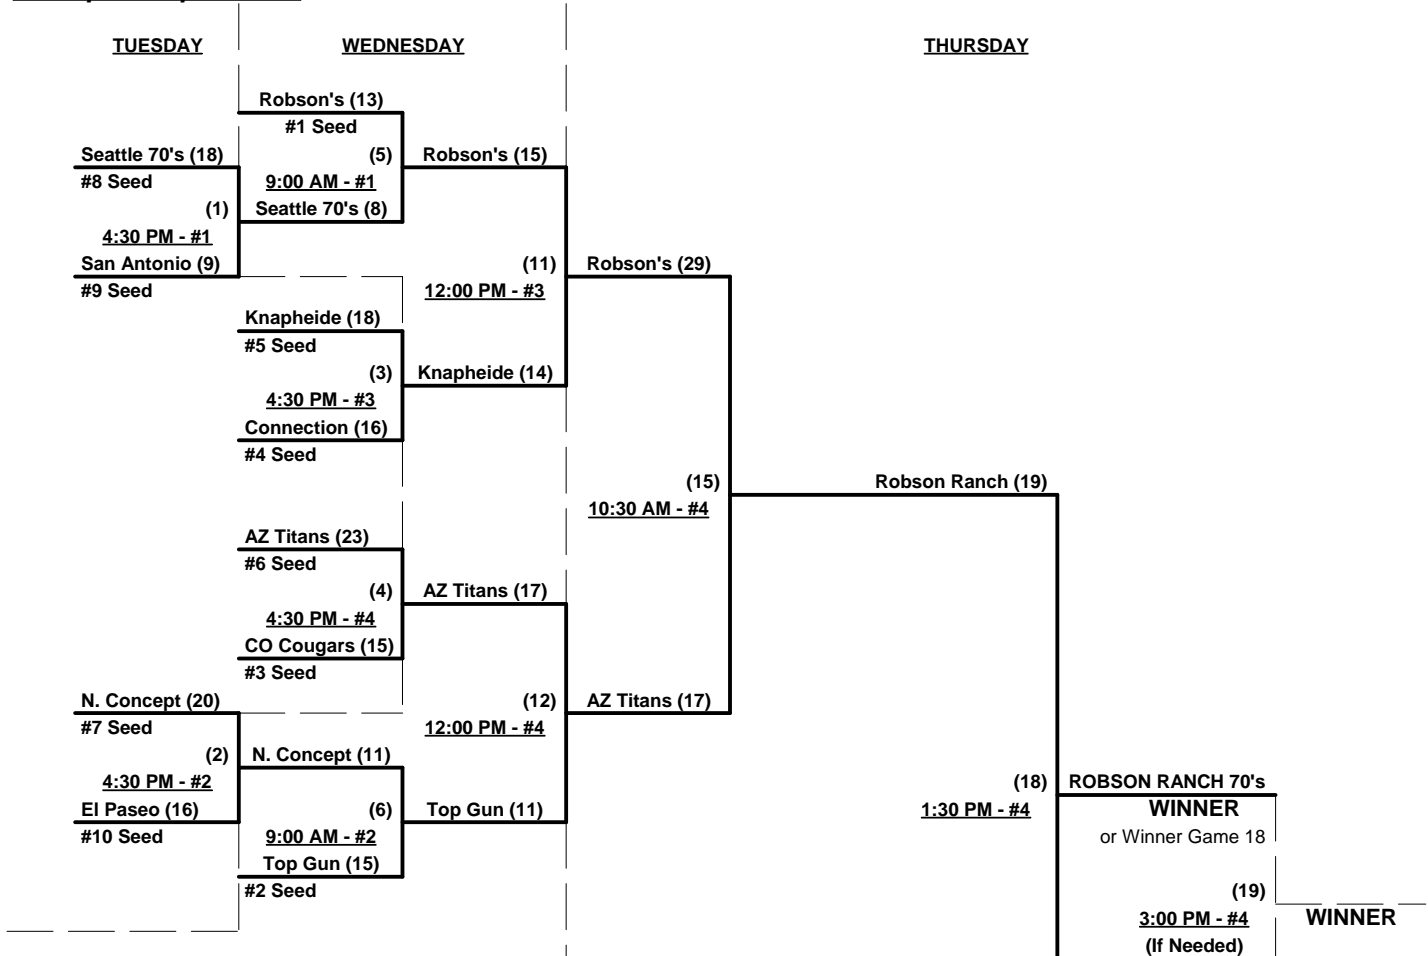 TUESDAY
WEDNESDAY
THURSDAY
Robson's (13)
#1 Seed
Seattle 70's (18)
(5)
Robson's (15)
#8 Seed
9:00 AM - #1
(1)
Seattle 70's (8)
4:30 PM - #1
San Antonio (9)
(11)
Robson's (29)
#9 Seed
12:00 PM - #3
Knapheide (18)
#5 Seed
(3)
Knapheide (14)
4:30 PM - #3
Connection (16)
#4 Seed
(15)
Robson Ranch (19)
10:30 AM - #4
AZ Titans (23)
#6 Seed
(4)
AZ Titans (17)
4:30 PM - #4
CO Cougars (15)
#3 Seed
N. Concept (20)
(12)
AZ Titans (17)
#7 Seed
12:00 PM - #4
(2)
N. Concept (11)
4:30 PM - #2
(18)
ROBSON RANCH 70's
El Paseo (16)
(6)
Top Gun (11)
1:30 PM - #4
WINNER
#10 Seed
9:00 AM - #2
or Winner Game 18
Top Gun (15)
#2 Seed
(19)
3:00 PM - #4
WINNER
(If Needed)